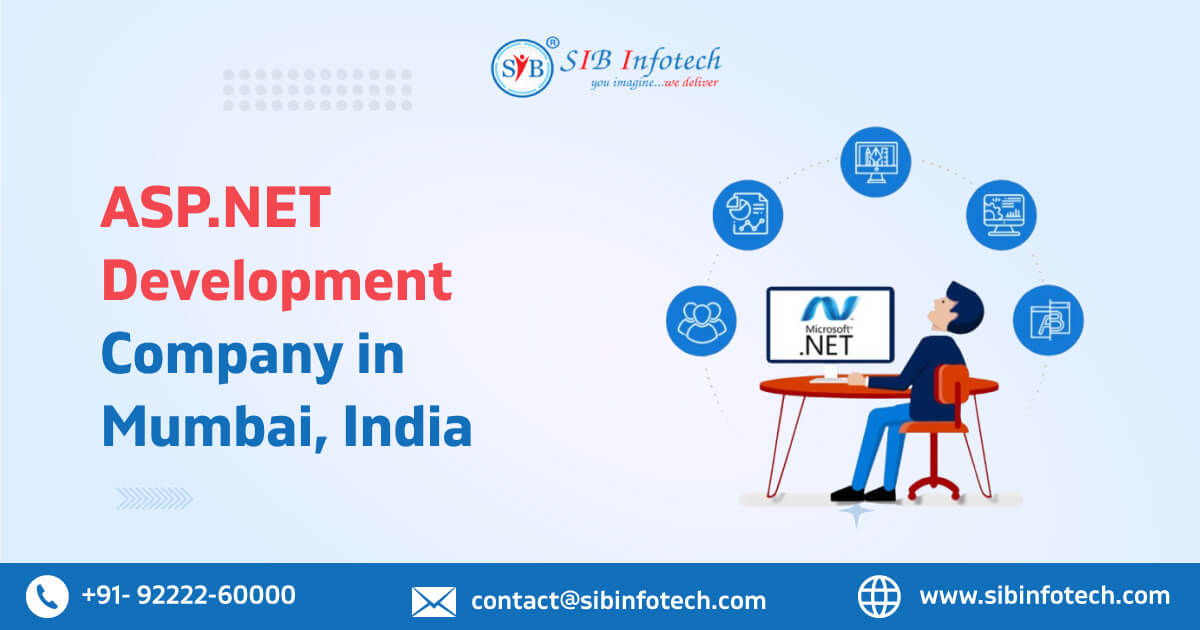 SYB
®
SIB Infotech
you imagine...we deliver
ASP.NET
Development
Company in
Mumbai, India
Microsoft®
.NET
+91- 92222-60000
contact@sibinfotech.com
www.sibinfotech.com